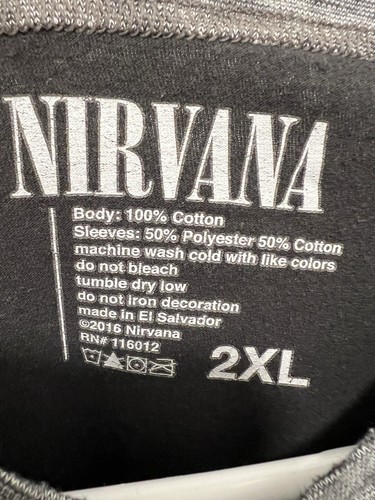 NIRVANA
Body: 100% Cotton
Sleeves: 50% Polyester 50% Cotton
machine wash cold with like colors
do not bleach
tumble dry low
do not iron decoration
made in El Salvador
©2016 Nirvana
RN# 116012
2XL